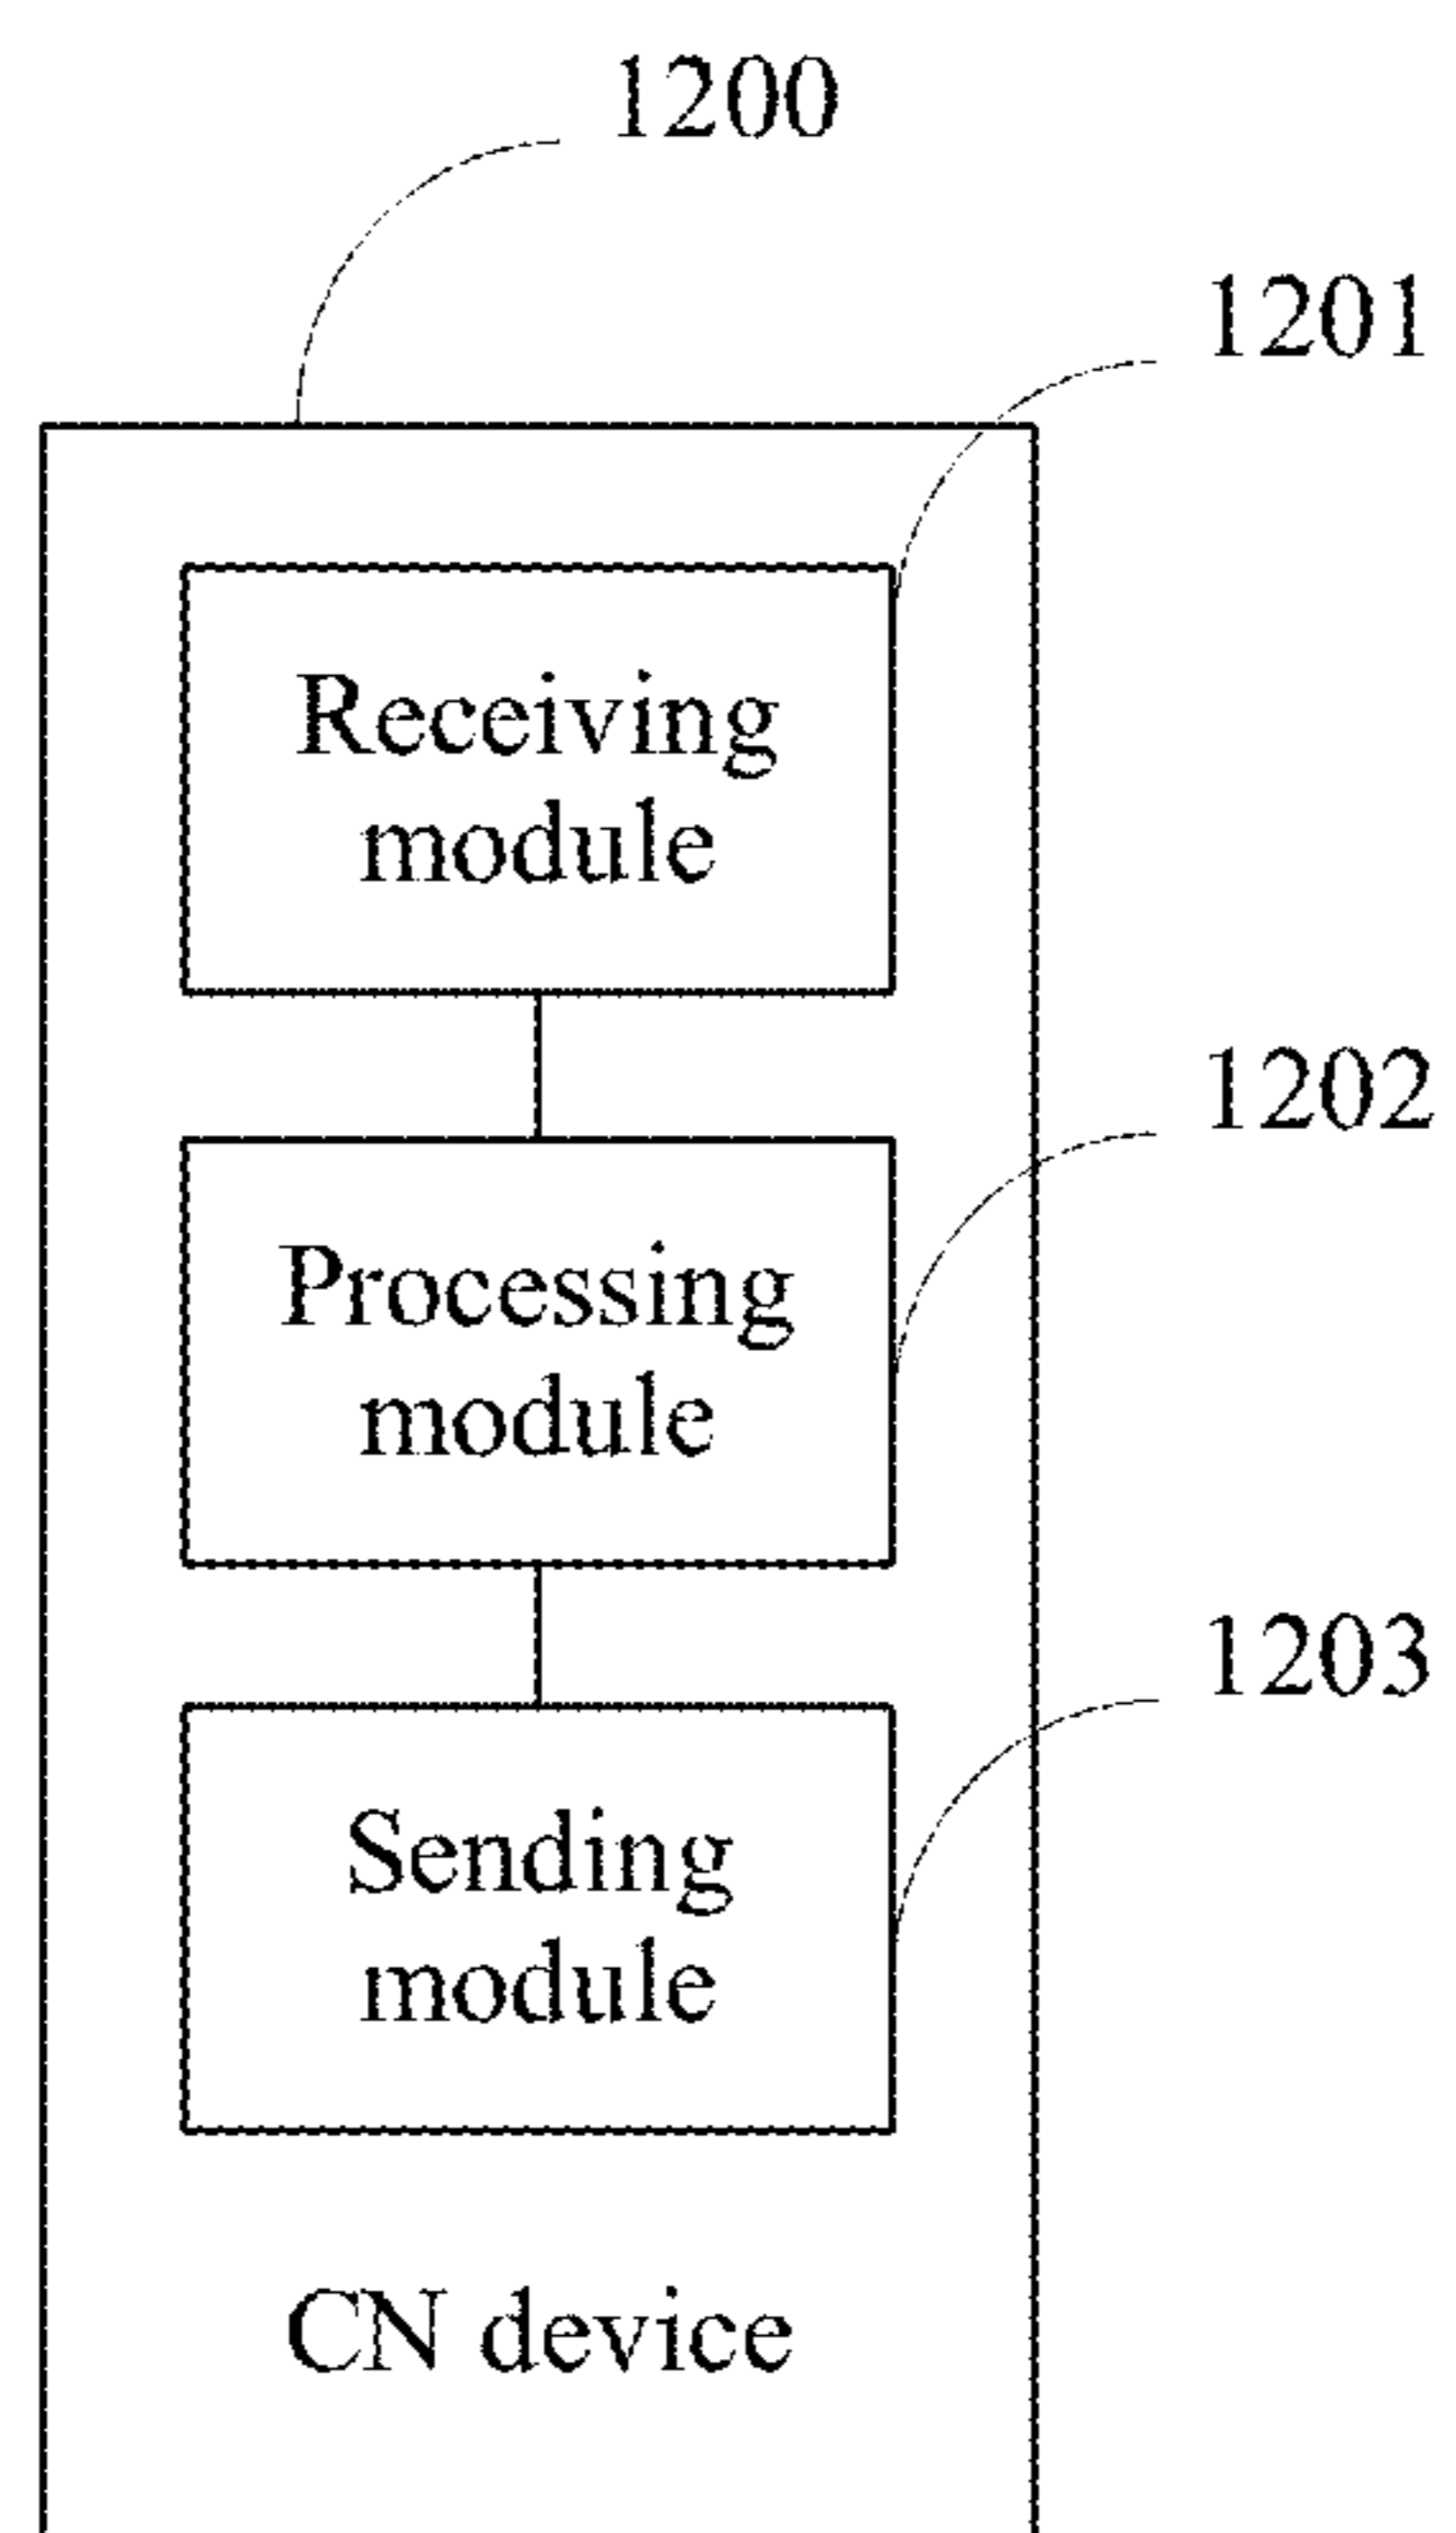 1200
1201
Receiving
module
1202
Processing
module
1203
Sending
module
CN device